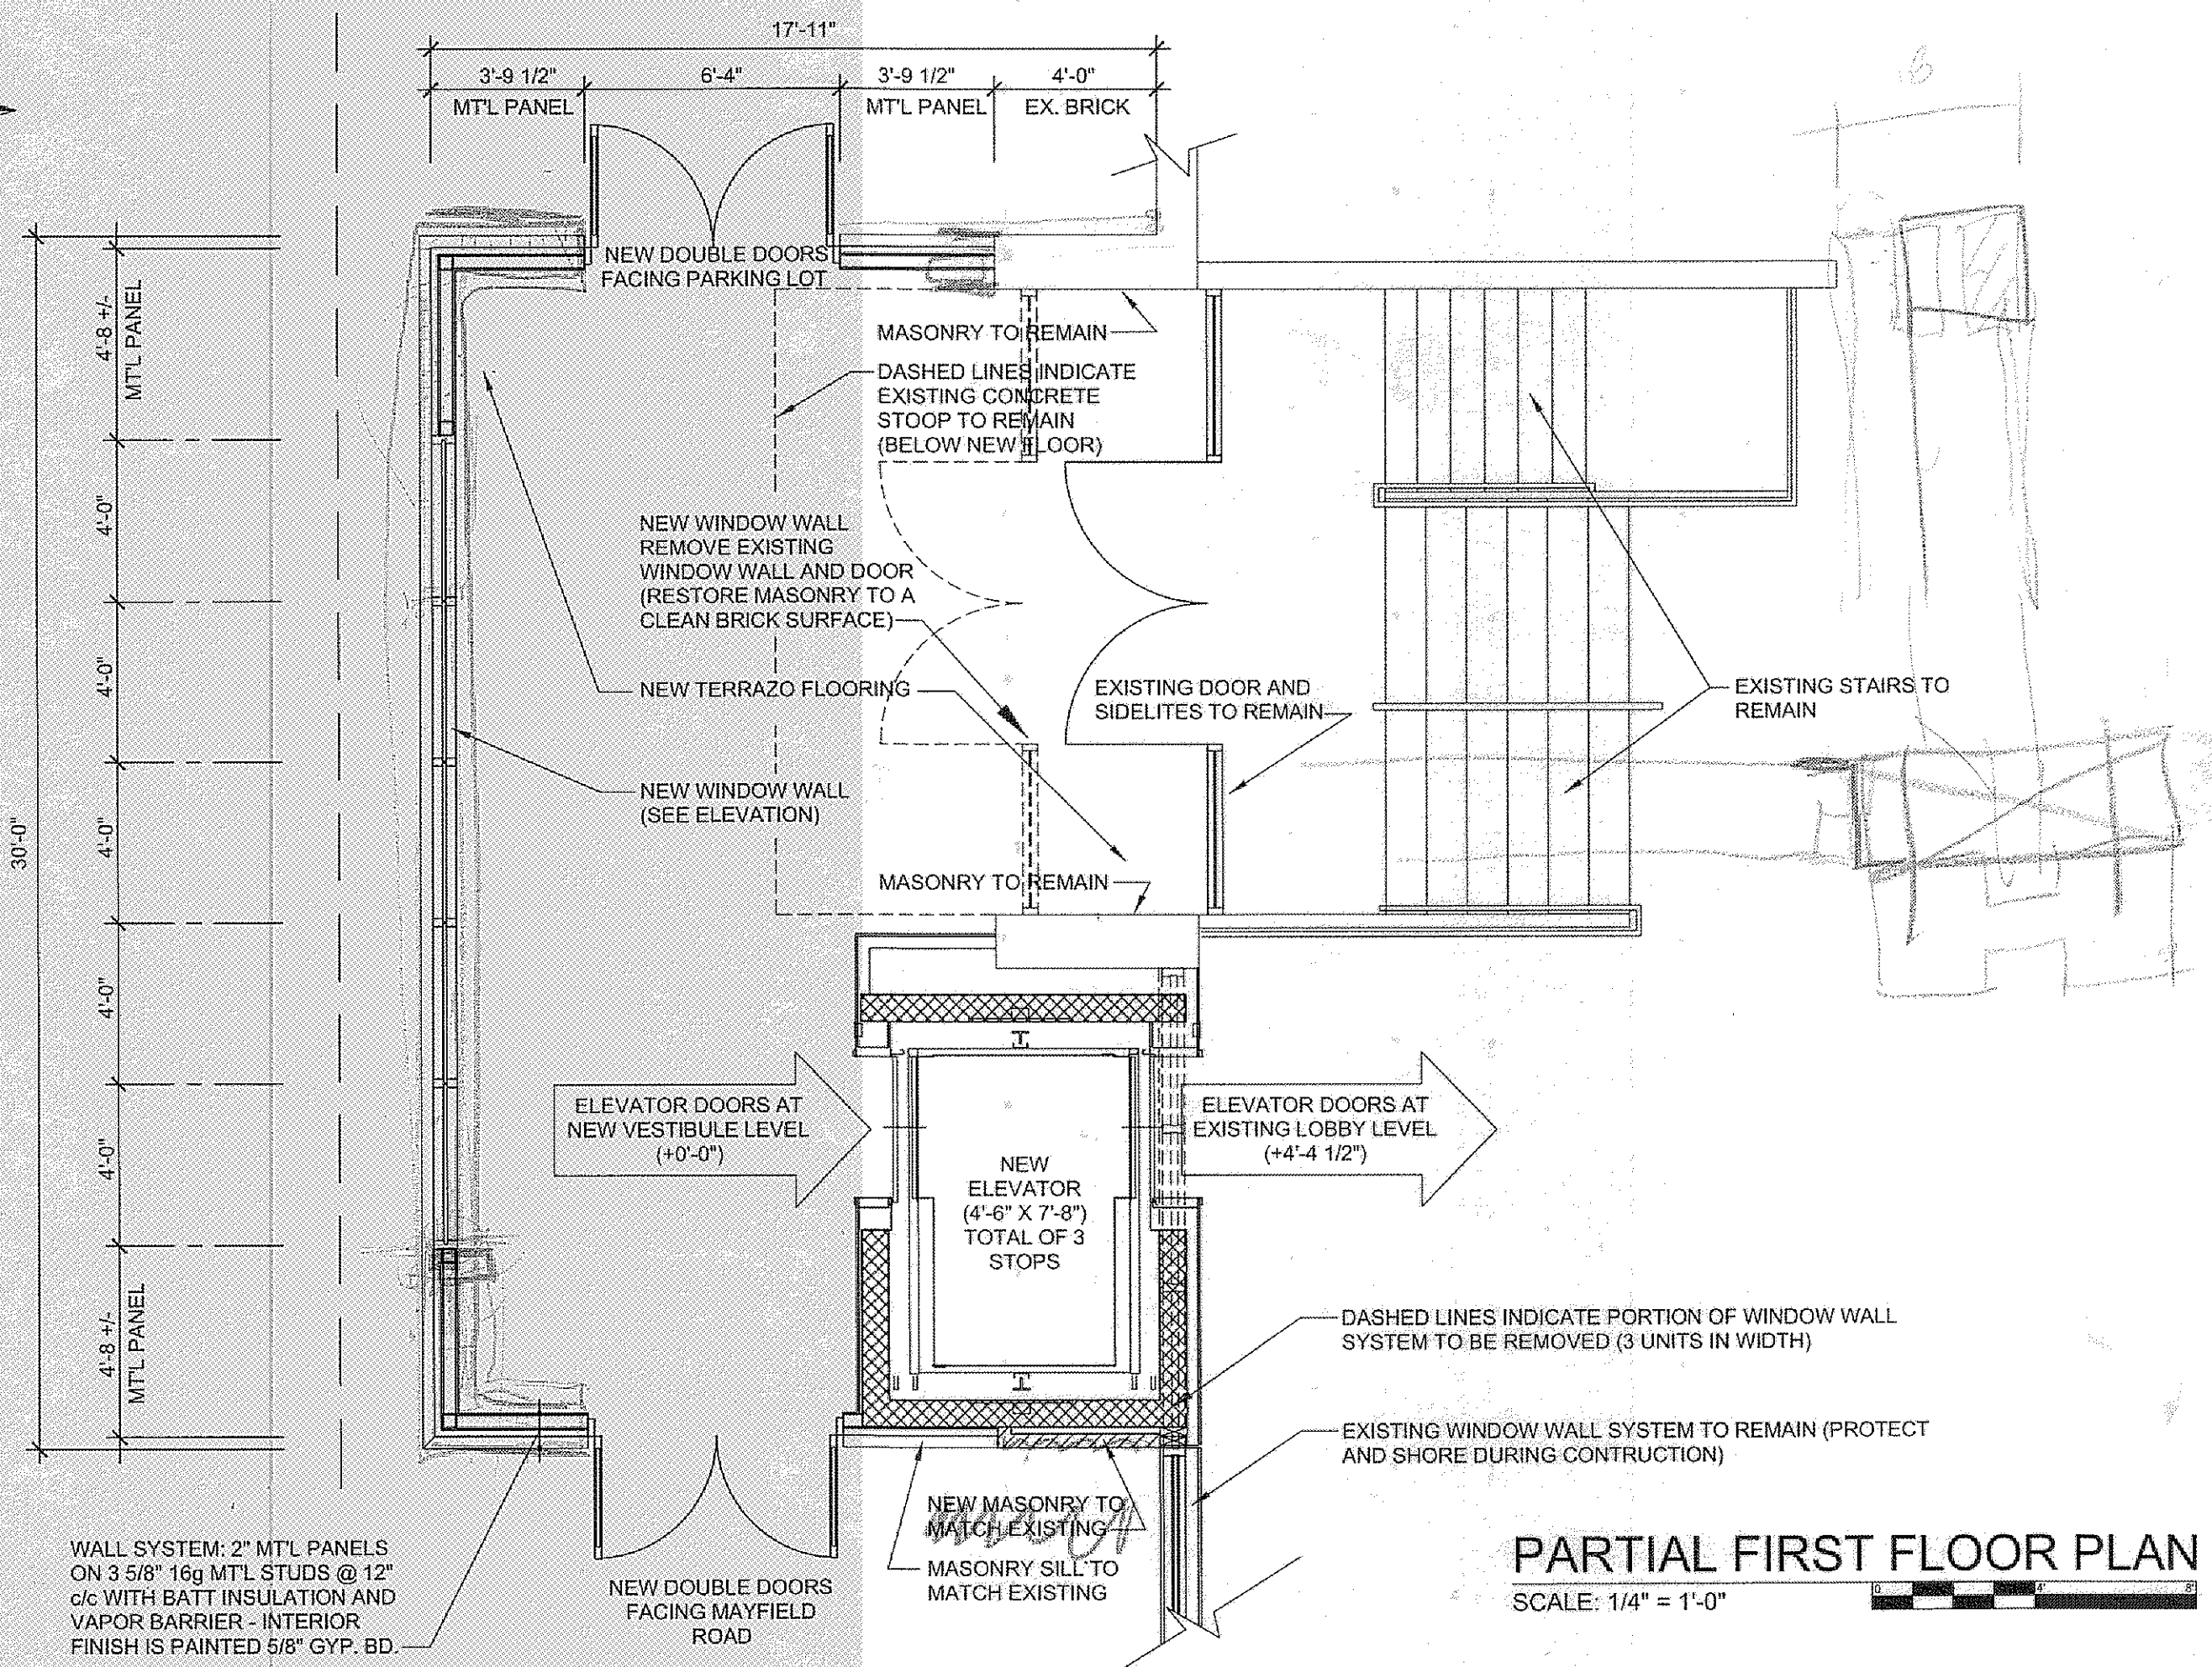 17'-11"
3'-9 1/2"
6'-4"
3'-9 1/2"
4'-0"
MT'L PANEL
MT'L PANEL
EX. BRICK
NEW DOUBLE DOORS
FACING PARKING LOT
MASONRY TO REMAIN
DASHED LINES INDICATE
EXISTING CONCRETE
STOOP TO REMAIN
(BELOW NEW FLOOR)
30'-0"
4'-8 +/-
MT'L PANEL
4'-0"
4'-0"
4'-0"
4'-0"
4'-0"
4'-8 +/-
MT'L PANEL
NEW WINDOW WALL
REMOVE EXISTING
WINDOW WALL AND DOOR
(RESTORE MASONRY TO A
CLEAN BRICK SURFACE)
NEW TERRAZO FLOORING
EXISTING DOOR AND
SIDELITES TO REMAIN
EXISTING STAIRS TO
REMAIN
NEW WINDOW WALL
(SEE ELEVATION)
MASONRY TO REMAIN
ELEVATOR DOORS AT
NEW VESTIBULE LEVEL
(+0'-0")
ELEVATOR DOORS AT
EXISTING LOBBY LEVEL
(+4'-4 1/2")
NEW
ELEVATOR
(4'-6" X 7'-8")
TOTAL OF 3
STOPS
DASHED LINES INDICATE PORTION OF WINDOW WALL
SYSTEM TO BE REMOVED (3 UNITS IN WIDTH)
EXISTING WINDOW WALL SYSTEM TO REMAIN (PROTECT
AND SHORE DURING CONTRUCTION)
NEW MASONRY TO
MATCH EXISTING
MASONRY SILL TO
MATCH EXISTING
WALL SYSTEM: 2" MT'L PANELS
ON 3 5/8" 16g MT'L STUDS @ 12"
c/c WITH BATT INSULATION AND
VAPOR BARRIER - INTERIOR
FINISH IS PAINTED 5/8" GYP. BD.
NEW DOUBLE DOORS
FACING MAYFIELD
ROAD
PARTIAL FIRST FLOOR PLAN
SCALE: 1/4" = 1'-0"
0 4' 8'